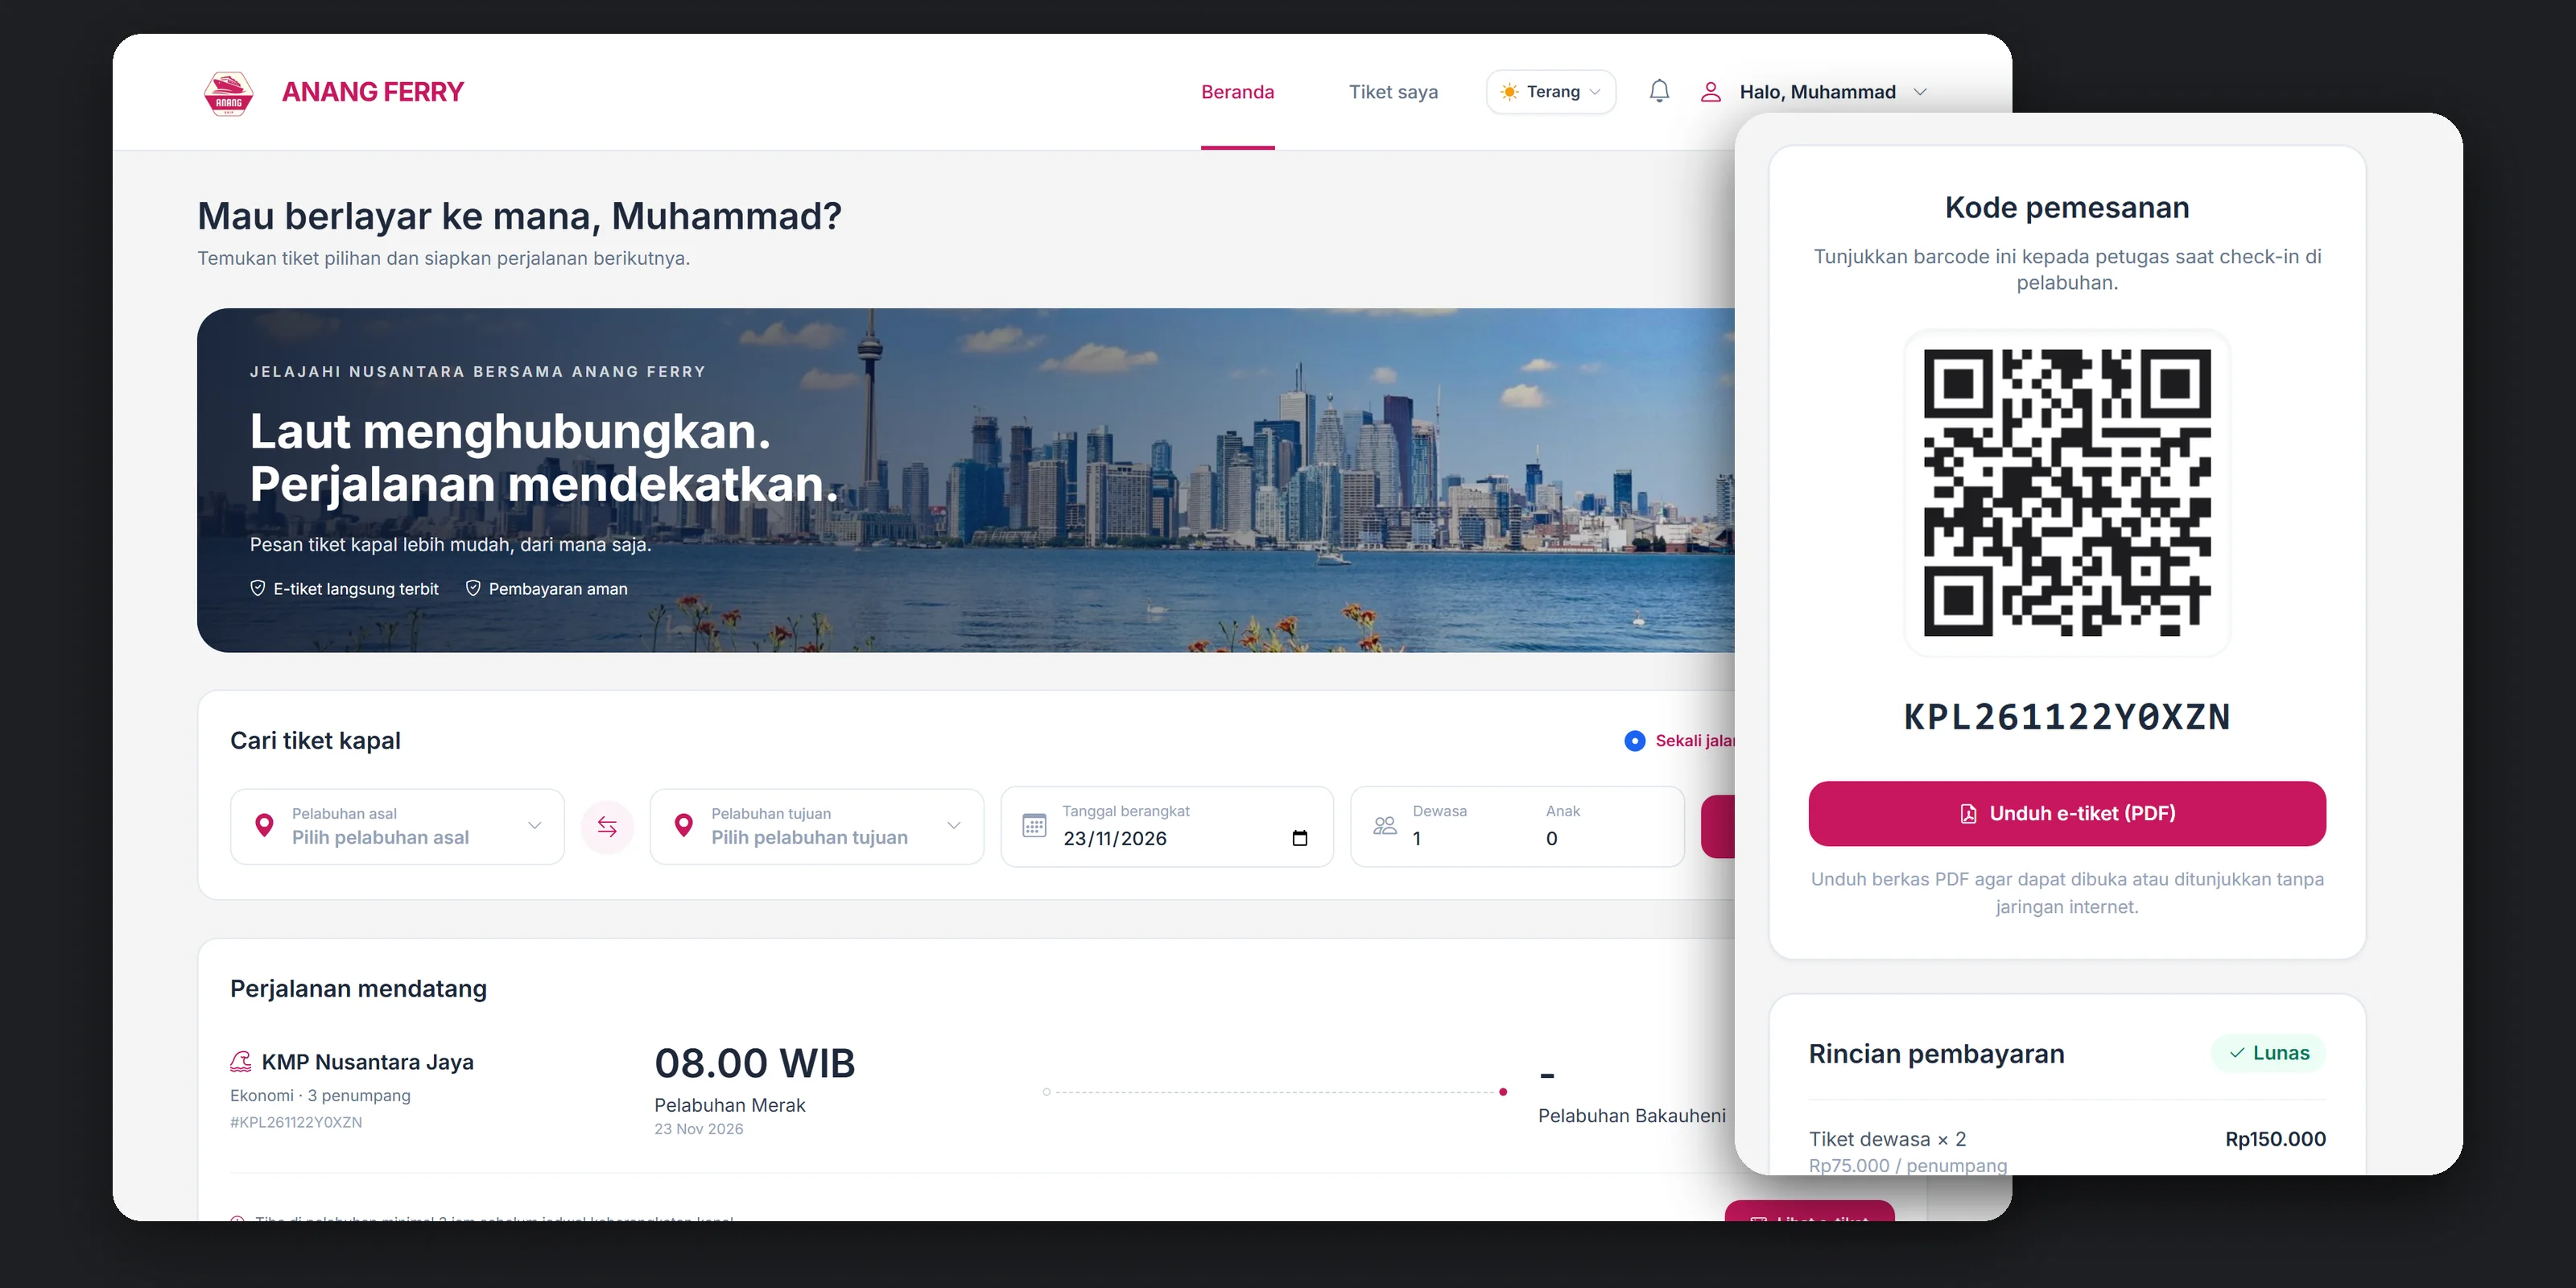 ANANG
ANANG FERRY
Beranda
Tiket saya
Terang
Halo, Muhammad
Mau berlayar ke mana, Muhammad?
Temukan tiket pilihan dan siapkan perjalanan berikutnya.
JELAJAHI NUSANTARA BERSAMA ANANG FERRY
Laut menghubungkan.
Perjalanan mendekatkan.
Pesan tiket kapal lebih mudah, dari mana saja.
E-tiket langsung terbit
Pembayaran aman
Cari tiket kapal
Sekali jalan
Pelabuhan asal
Pilih pelabuhan asal
Pelabuhan tujuan
Pilih pelabuhan tujuan
Tanggal berangkat
23/11/2026
Dewasa
1
Anak
0
Perjalanan mendatang
KMP Nusantara Jaya
Ekonomi · 3 penumpang
#KPL261122Y0XZN
08.00 WIB
Pelabuhan Merak
23 Nov 2026
-
Pelabuhan Bakauheni
Kode pemesanan
Tunjukkan barcode ini kepada petugas saat check-in di
pelabuhan.
KPL261122Y0XZN
Unduh e-tiket (PDF)
Unduh berkas PDF agar dapat dibuka atau ditunjukkan tanpa
jaringan internet.
Rincian pembayaran
Lunas
Tiket dewasa × 2
Rp150.000
Rp75.000 / penumpang